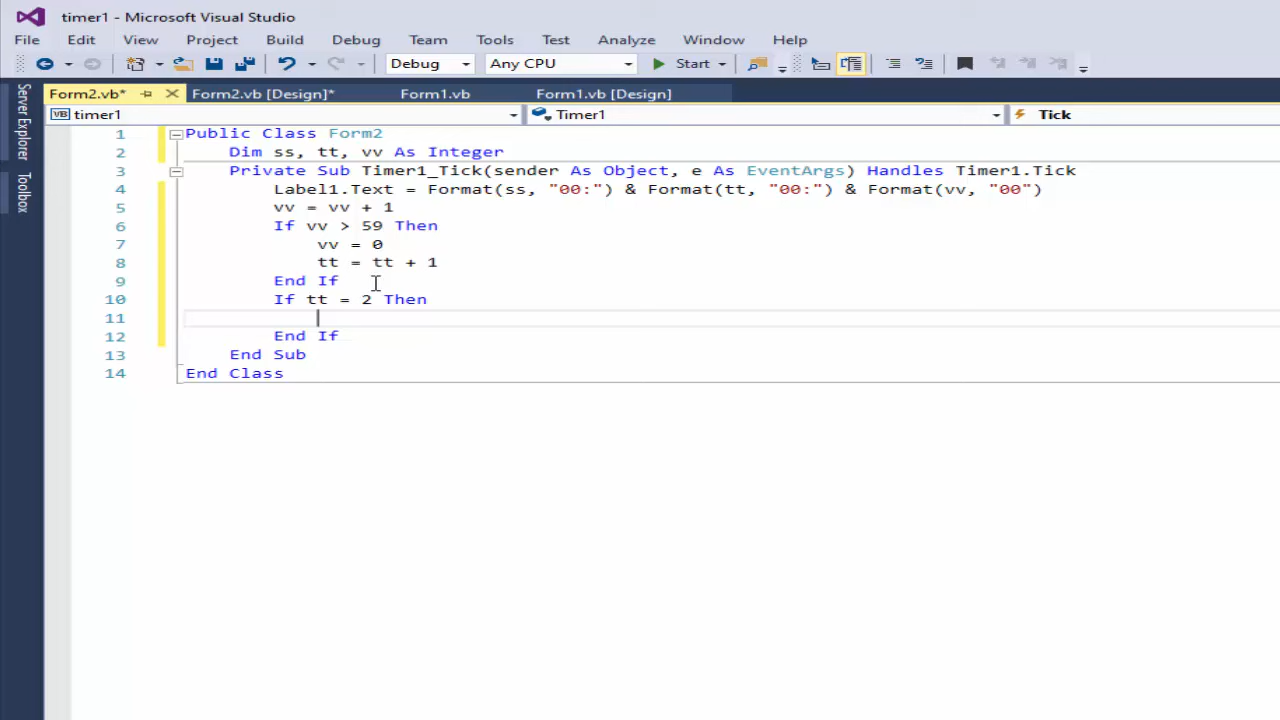 timer1 - Microsoft Visual Studio
File Edit View Project Build Debug Team Tools Test Analyze Window Help
Debug Any CPU Start
Form2.vb* Form2.vb [Design]* Form1.vb Form1.vb [Design]
timer1 Timer1 Tick
Server Explorer
Toolbox
1 Public Class Form2
2 Dim ss, tt, vv As Integer
3 Private Sub Timer1_Tick(sender As Object, e As EventArgs) Handles Timer1.Tick
4 Label1.Text = Format(ss, "00:") & Format(tt, "00:") & Format(vv, "00")
5 vv = vv + 1
6 If vv > 59 Then
7 vv = 0
8 tt = tt + 1
9 End If
10 If tt = 2 Then
11
12 End If
13 End Sub
14 End Class